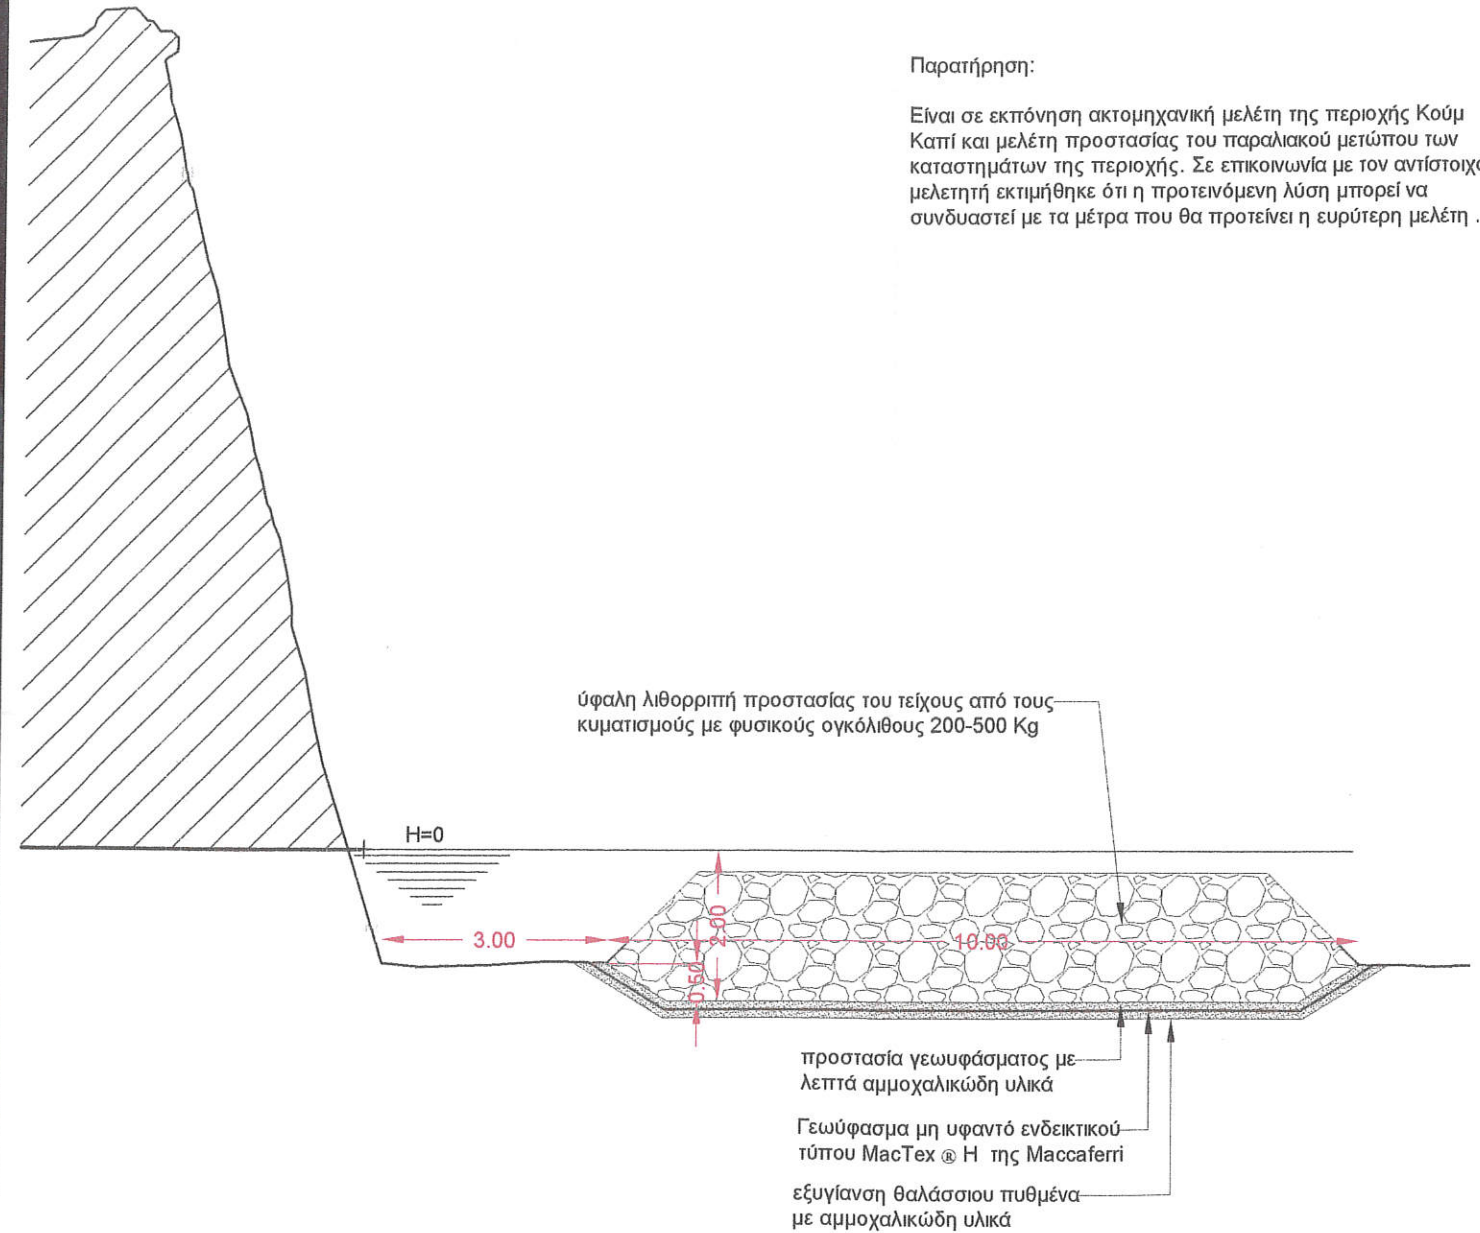 Παρατήρηση:
Είναι σε εκπόνηση ακτομηχανική μελέτη της περιοχής Κούμ
Καπί και μελέτη προστασίας του παραλιακού μετώπου των
καταστημάτων της περιοχής. Σε επικοινωνία με τον αντίστοιχο
μελετητή εκτιμήθηκε ότι η προτεινόμενη λύση μπορεί να
συνδυαστεί με τα μέτρα που θα προτείνει η ευρύτερη μελέτη .
ύφαλη λιθορριπή προστασίας του τείχους από τους
κυματισμούς με φυσικούς ογκόλιθους 200-500 Kg
H=0
3.00
2.00
10.00
0.50
προστασία γεωυφάσματος με
λεπτά αμμοχαλικώδη υλικά
Γεωύφασμα μη υφαντό ενδεικτικού
τύπου MacTex ® H της Maccaferri
εξυγίανση θαλάσσιου πυθμένα
με αμμοχαλικώδη υλικά